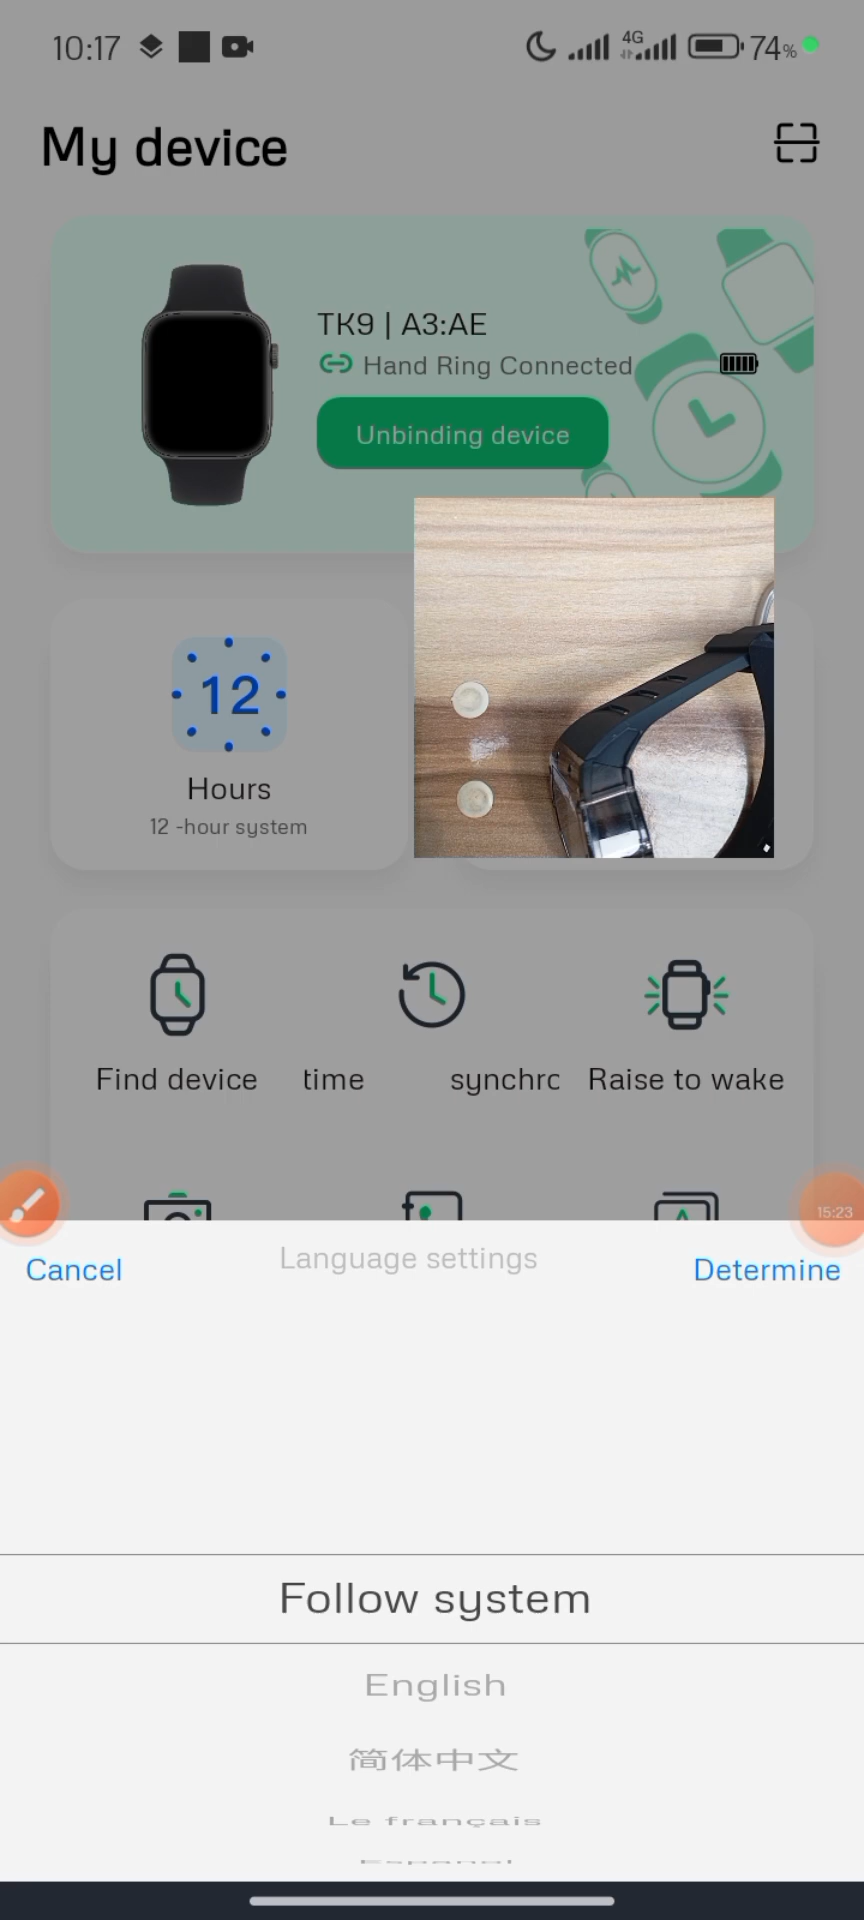 10:17
4G
74%
My device
TK9 | A3:AE
Hand Ring Connected
Unbinding device
12
Hours
12 -hour system
Find device
time synchro
Raise to wake
15:23
Cancel
Language settings
Determine
Follow system
English
简体中文
Le français
Español